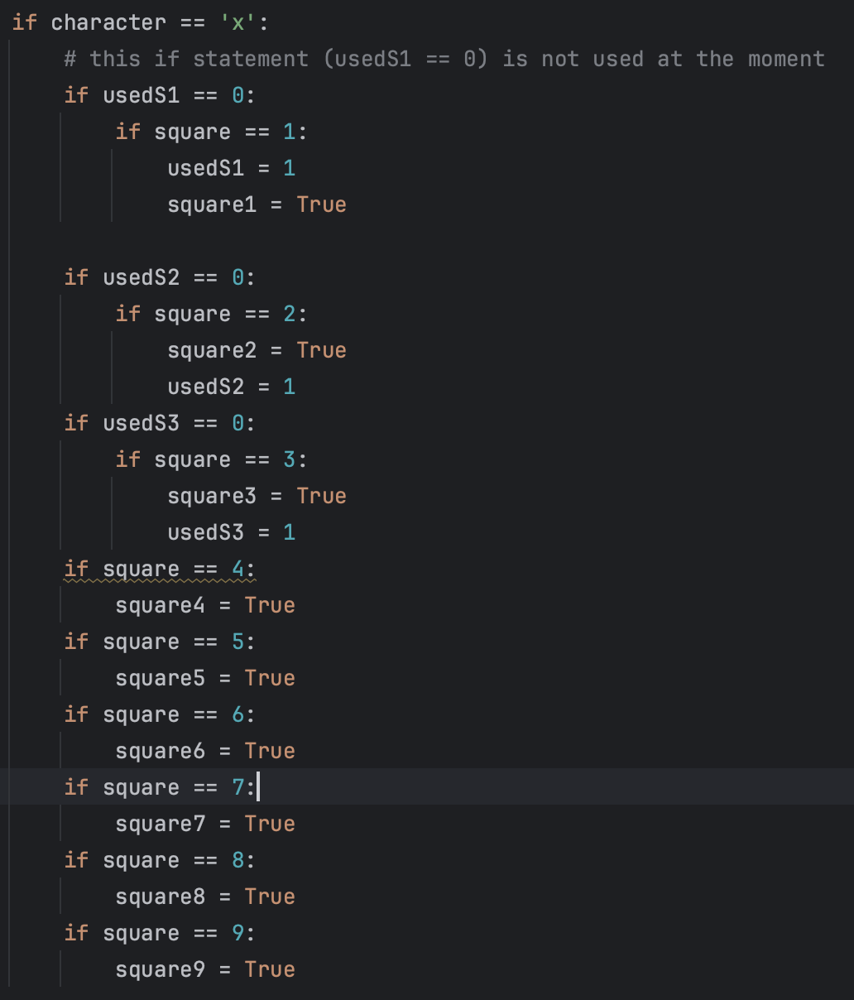 if character == 'x':
    # this if statement (usedS1 == 0) is not used at the moment
    if usedS1 == 0:
        if square == 1:
            usedS1 = 1
            square1 = True

    if usedS2 == 0:
        if square == 2:
            square2 = True
            usedS2 = 1
    if usedS3 == 0:
        if square == 3:
            square3 = True
            usedS3 = 1
    if square == 4:
        square4 = True
    if square == 5:
        square5 = True
    if square == 6:
        square6 = True
    if square == 7:
        square7 = True
    if square == 8:
        square8 = True
    if square == 9:
        square9 = True